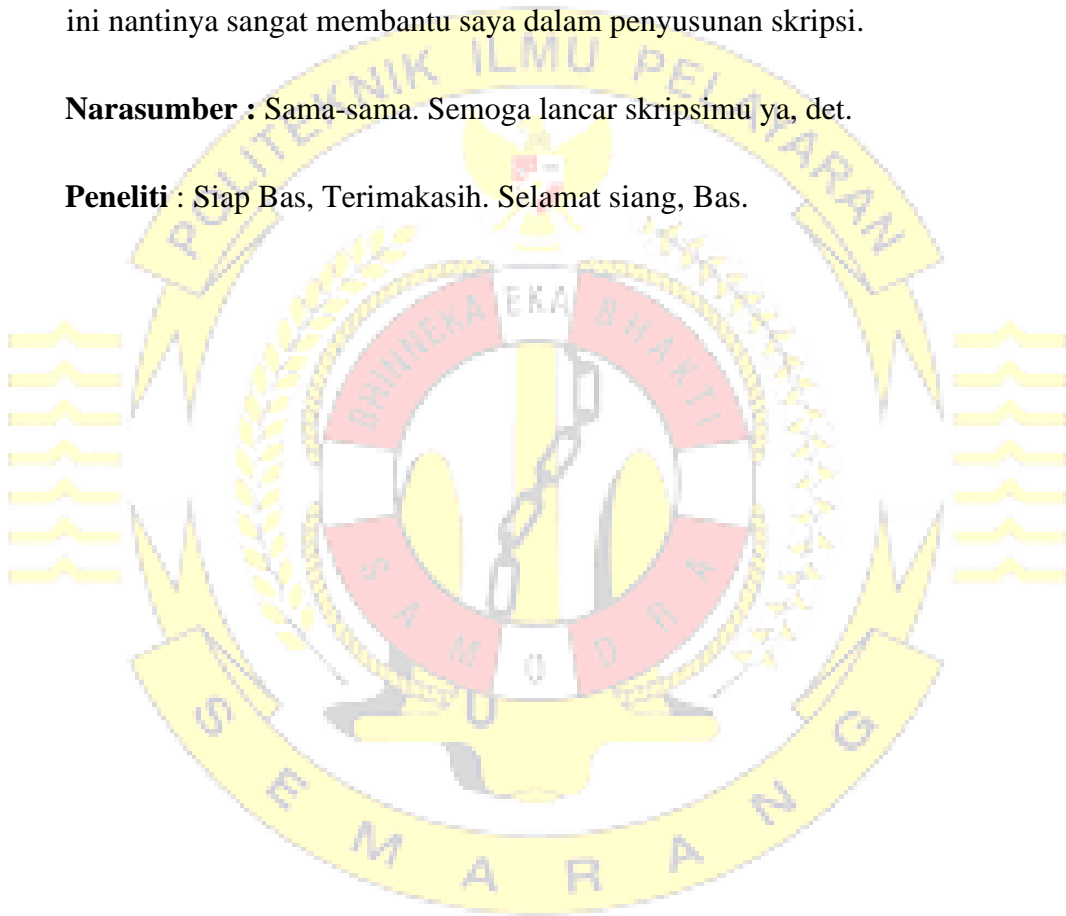 ini nantinya sangat membantu saya dalam penyusunan skripsi.
Narasumber : Sama-sama. Semoga lancar skripsimu ya, det.
Peneliti : Siap Bas, Terimakasih. Selamat siang, Bas.
POLITEKNIK ILMU PELAYARAN
BHINNEKA EKA BHAKTI
SAMODRA
SEMARANG